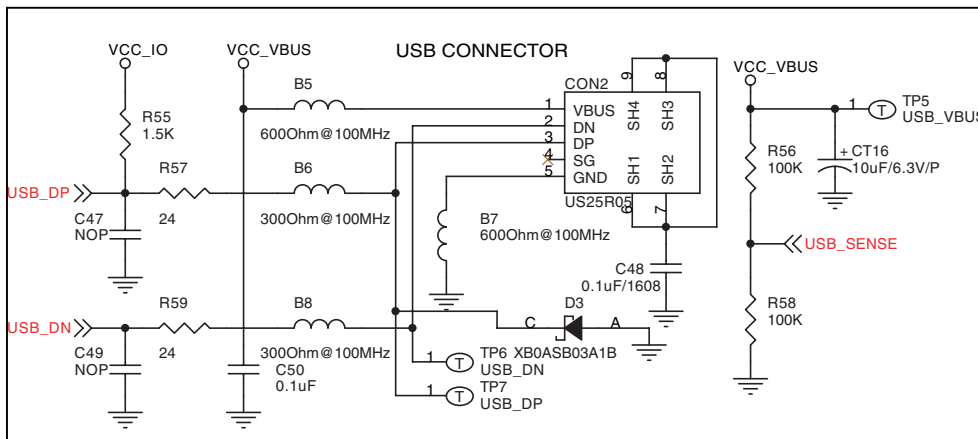 USB CONNECTOR
VCC_IO
VCC_VBUS
R55
1.5K
B5
600Ohm@100MHz
CON2
1
2
3
4
5
VBUS
DN
DP
SG
GND
SH4
SH3
SH1
SH2
9
8
6
7
US25R05
USB_DP
R57
24
B6
300Ohm@100MHz
C47
NOP
B7
600Ohm@100MHz
C48
0.1uF/1608
USB_DN
R59
24
B8
300Ohm@100MHz
C49
NOP
C50
0.1uF
D3
C
A
XB0ASB03A1B
1
T
TP6
USB_DN
1
T
TP7
USB_DP
VCC_VBUS
1
T
TP5
USB_VBUS
R56
100K
+
CT16
10uF/6.3V/P
USB_SENSE
R58
100K